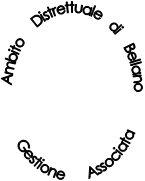 Ambito Distrettuale di Bellano
Gestione Associata